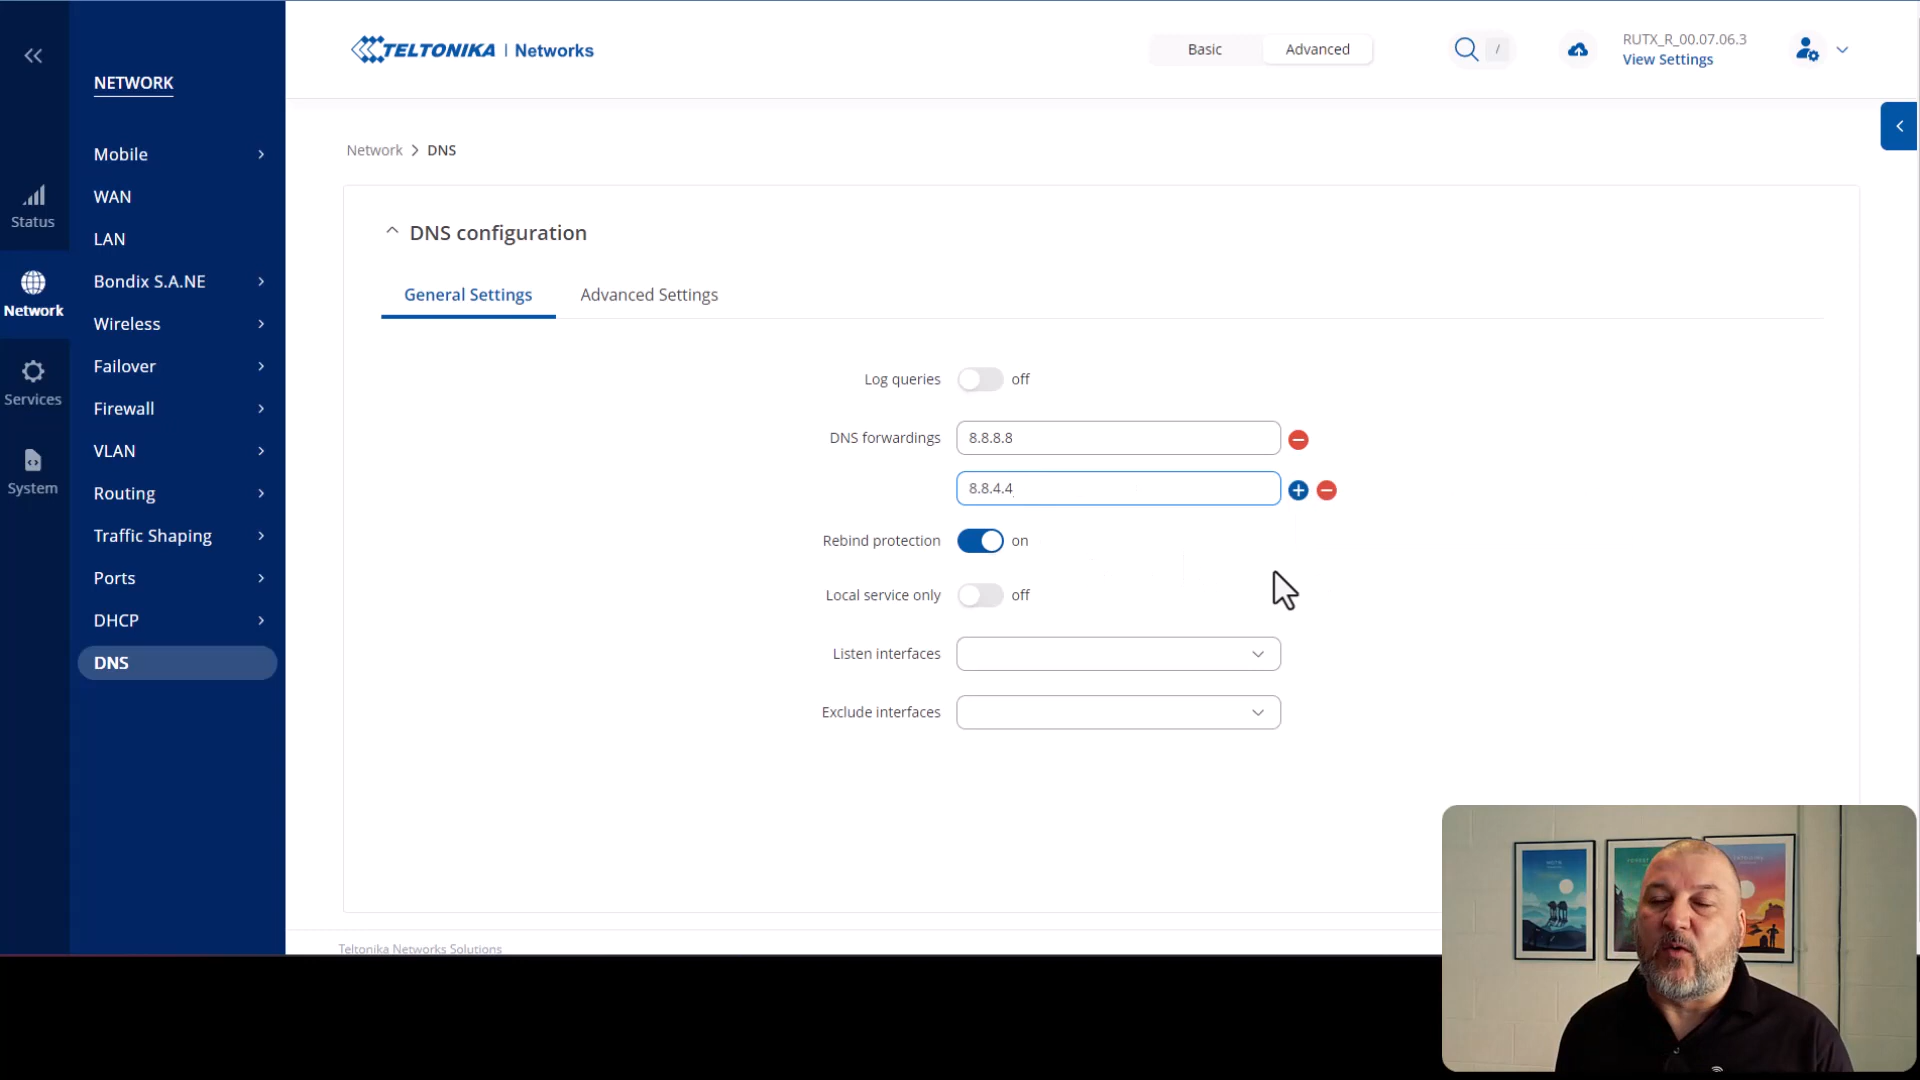 TELTONIKA | Networks
Basic
Advanced
/
RUTX_R_00.07.06.3
View Settings
NETWORK
Mobile
WAN
LAN
Bondix S.A.NE
Wireless
Failover
Firewall
VLAN
Routing
Traffic Shaping
Ports
DHCP
DNS
Status
Network
Services
System
Network > DNS
DNS configuration
General Settings
Advanced Settings
Log queries
off
DNS forwardings
8.8.8.8
8.8.4.4
Rebind protection
on
Local service only
off
Listen interfaces
Exclude interfaces
Teltonika Networks Solutions